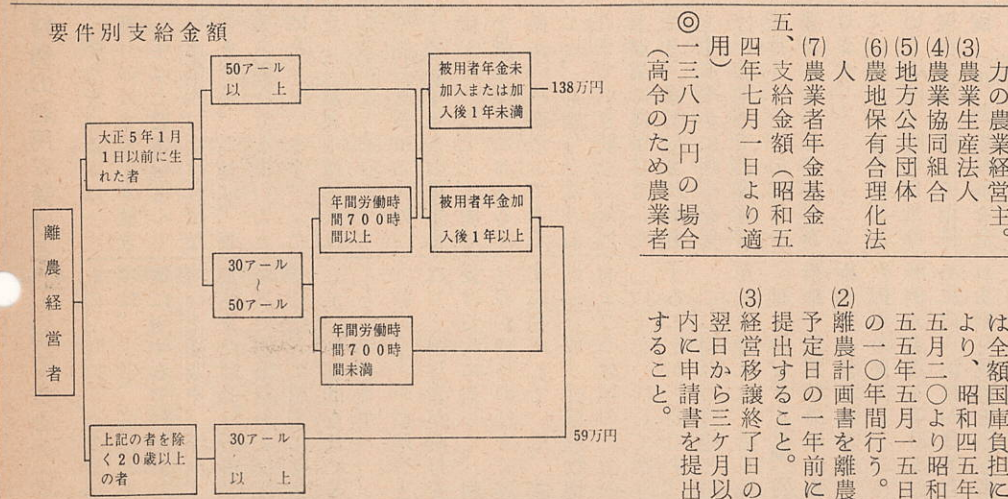 力の農業経営主。
(3)農業生産法人
(4)農業協同組合
(5)地方公共団体
(6)農地保有合理化法
人
(7)農業者年金基金
五、支給金額（昭和五
四年七月一日より適
用）
◎一三八万円の場合
（高令のため農業者
は全額国庫負担に
より、昭和四五年
五月二〇より昭和
五五年五月一五日
の一〇年間行う。
(2)離農計画書を離農
予定日の一年前に
提出すること。
(3)経営移譲終了日の
翌日から三ケ月以
内に申請書を提出
すること。
要件別支給金額
離農経営者
大正5年1月
1日以前に生
れた者
上記の者を除
く20歳以上
の者
50アール
以上
30アール
〜
50アール
30アール
以上
年間労働時
間700時
間以上
年間労働時
間700時
間未満
被用者年金未
加入または加
入後1年未満
被用者年金加
入後1年以上
138万円
59万円